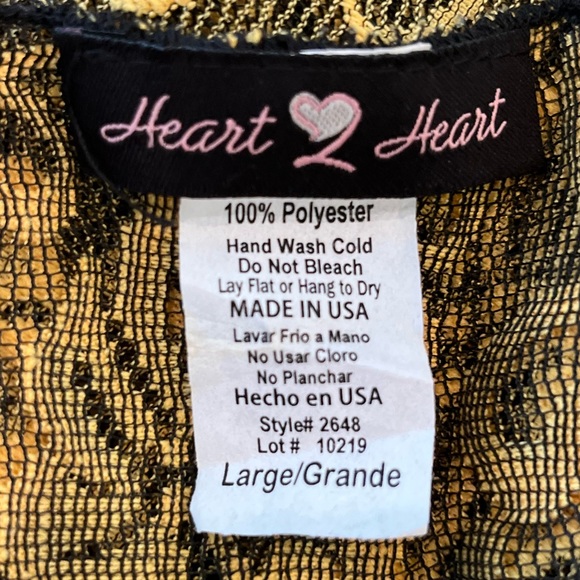 Heart 2 Heart
100% Polyester
Hand Wash Cold
Do Not Bleach
Lay Flat or Hang to Dry
MADE IN USA
Lavar Frio a Mano
No Usar Cloro
No Planchar
Hecho en USA
Style# 2648
Lot # 10219
Large/Grande